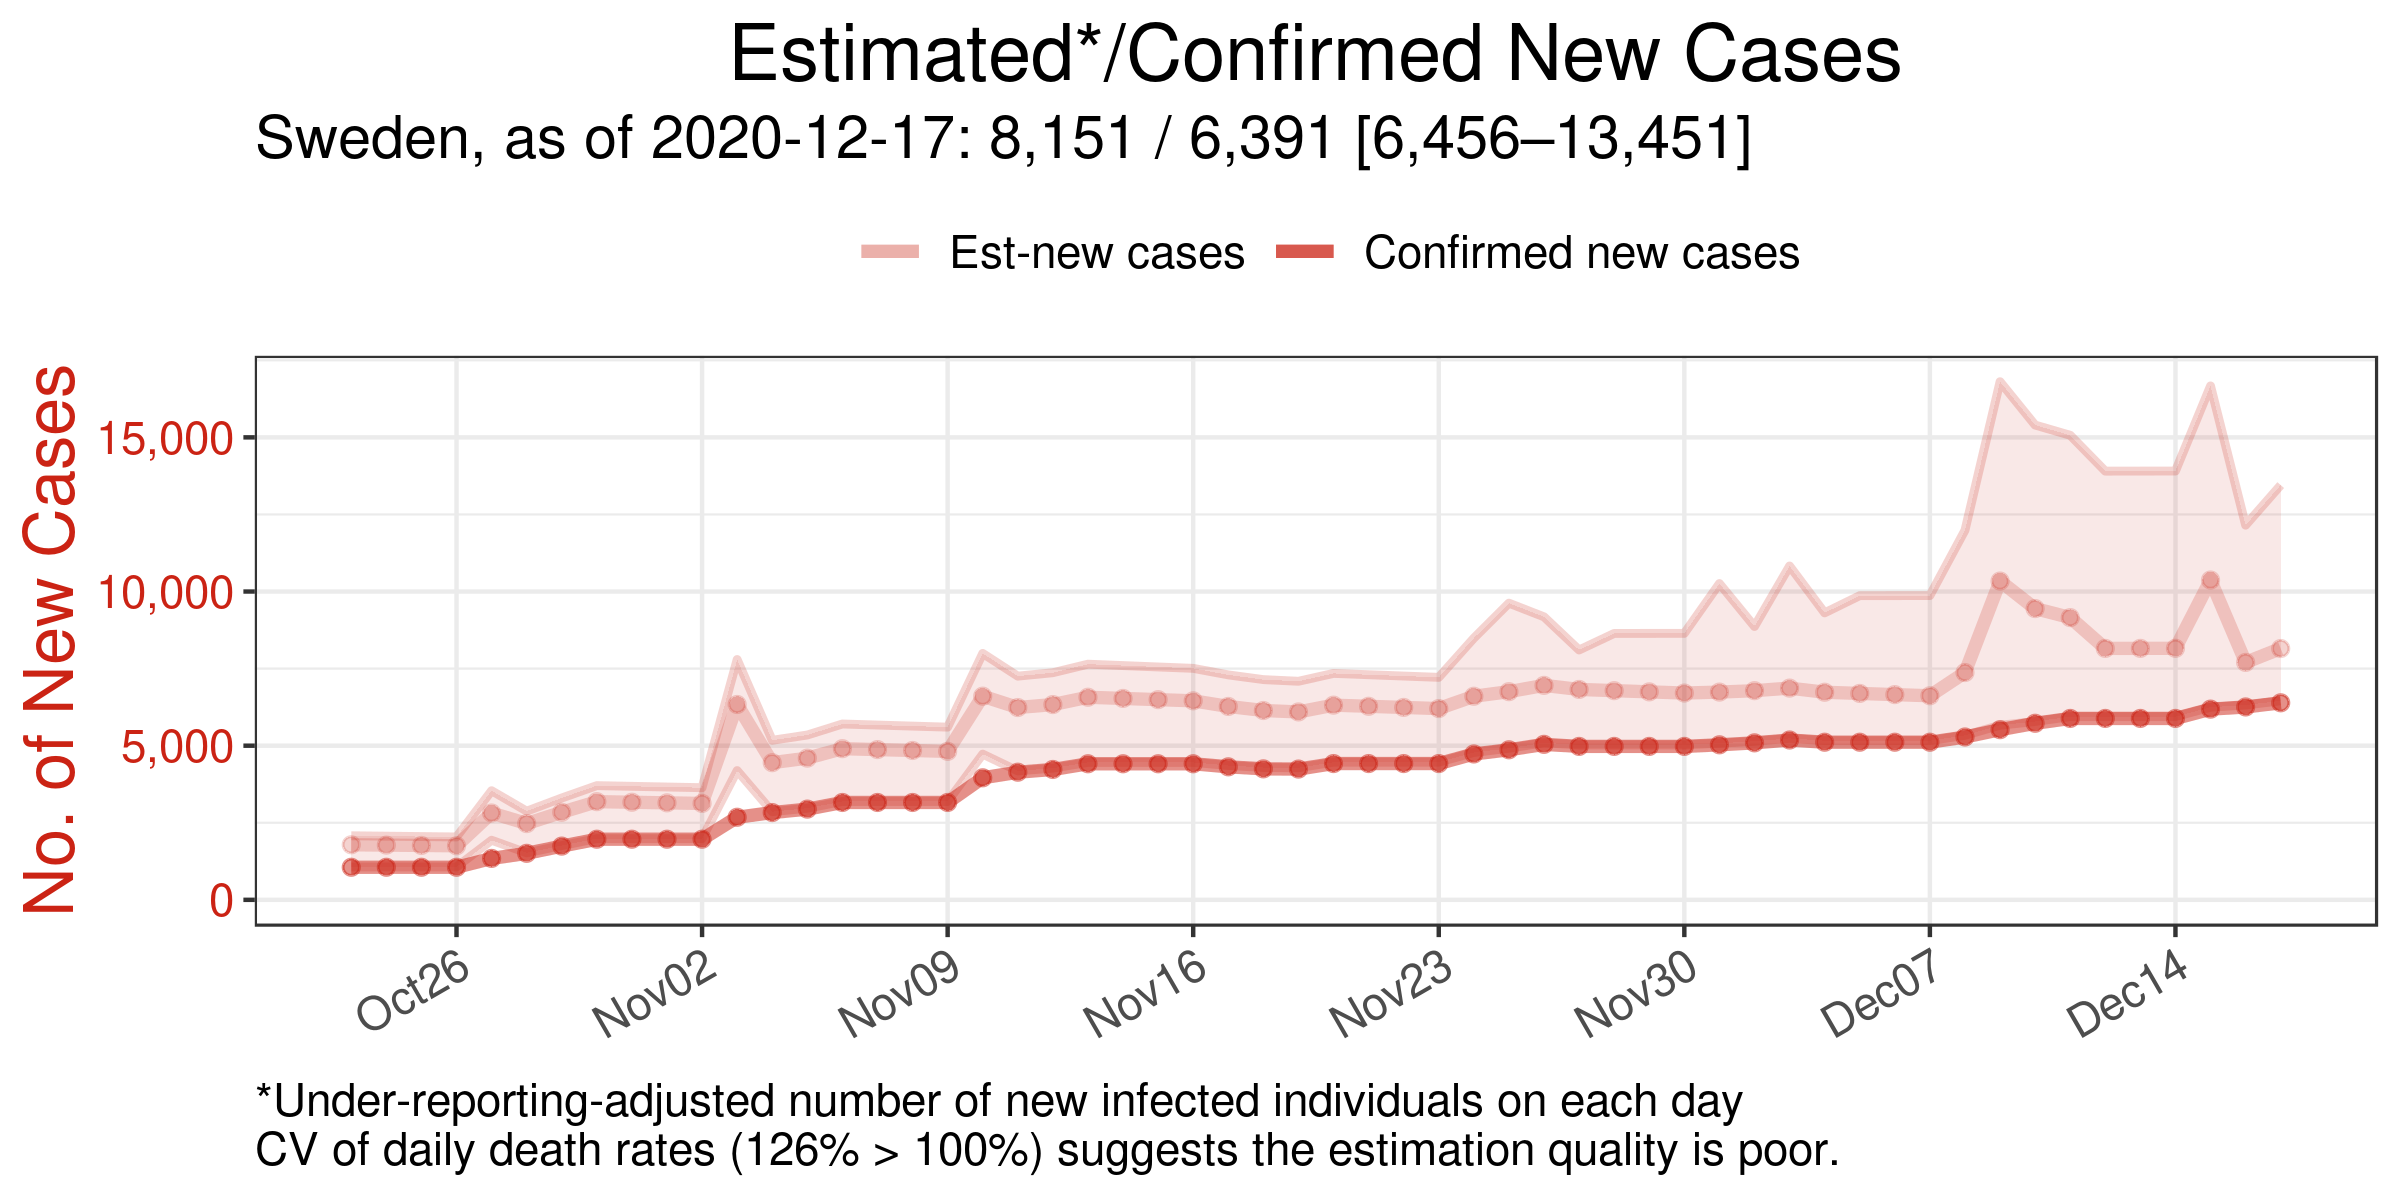 Estimated*/Confirmed New Cases
Sweden, as of 2020-12-17: 8,151 / 6,391 [6,456–13,451]
Est-new cases
Confirmed new cases
No. of New Cases
15,000
10,000
5,000
0
Oct26
Nov02
Nov09
Nov16
Nov23
Nov30
Dec07
Dec14
*Under-reporting-adjusted number of new infected individuals on each day
CV of daily death rates (126% > 100%) suggests the estimation quality is poor.